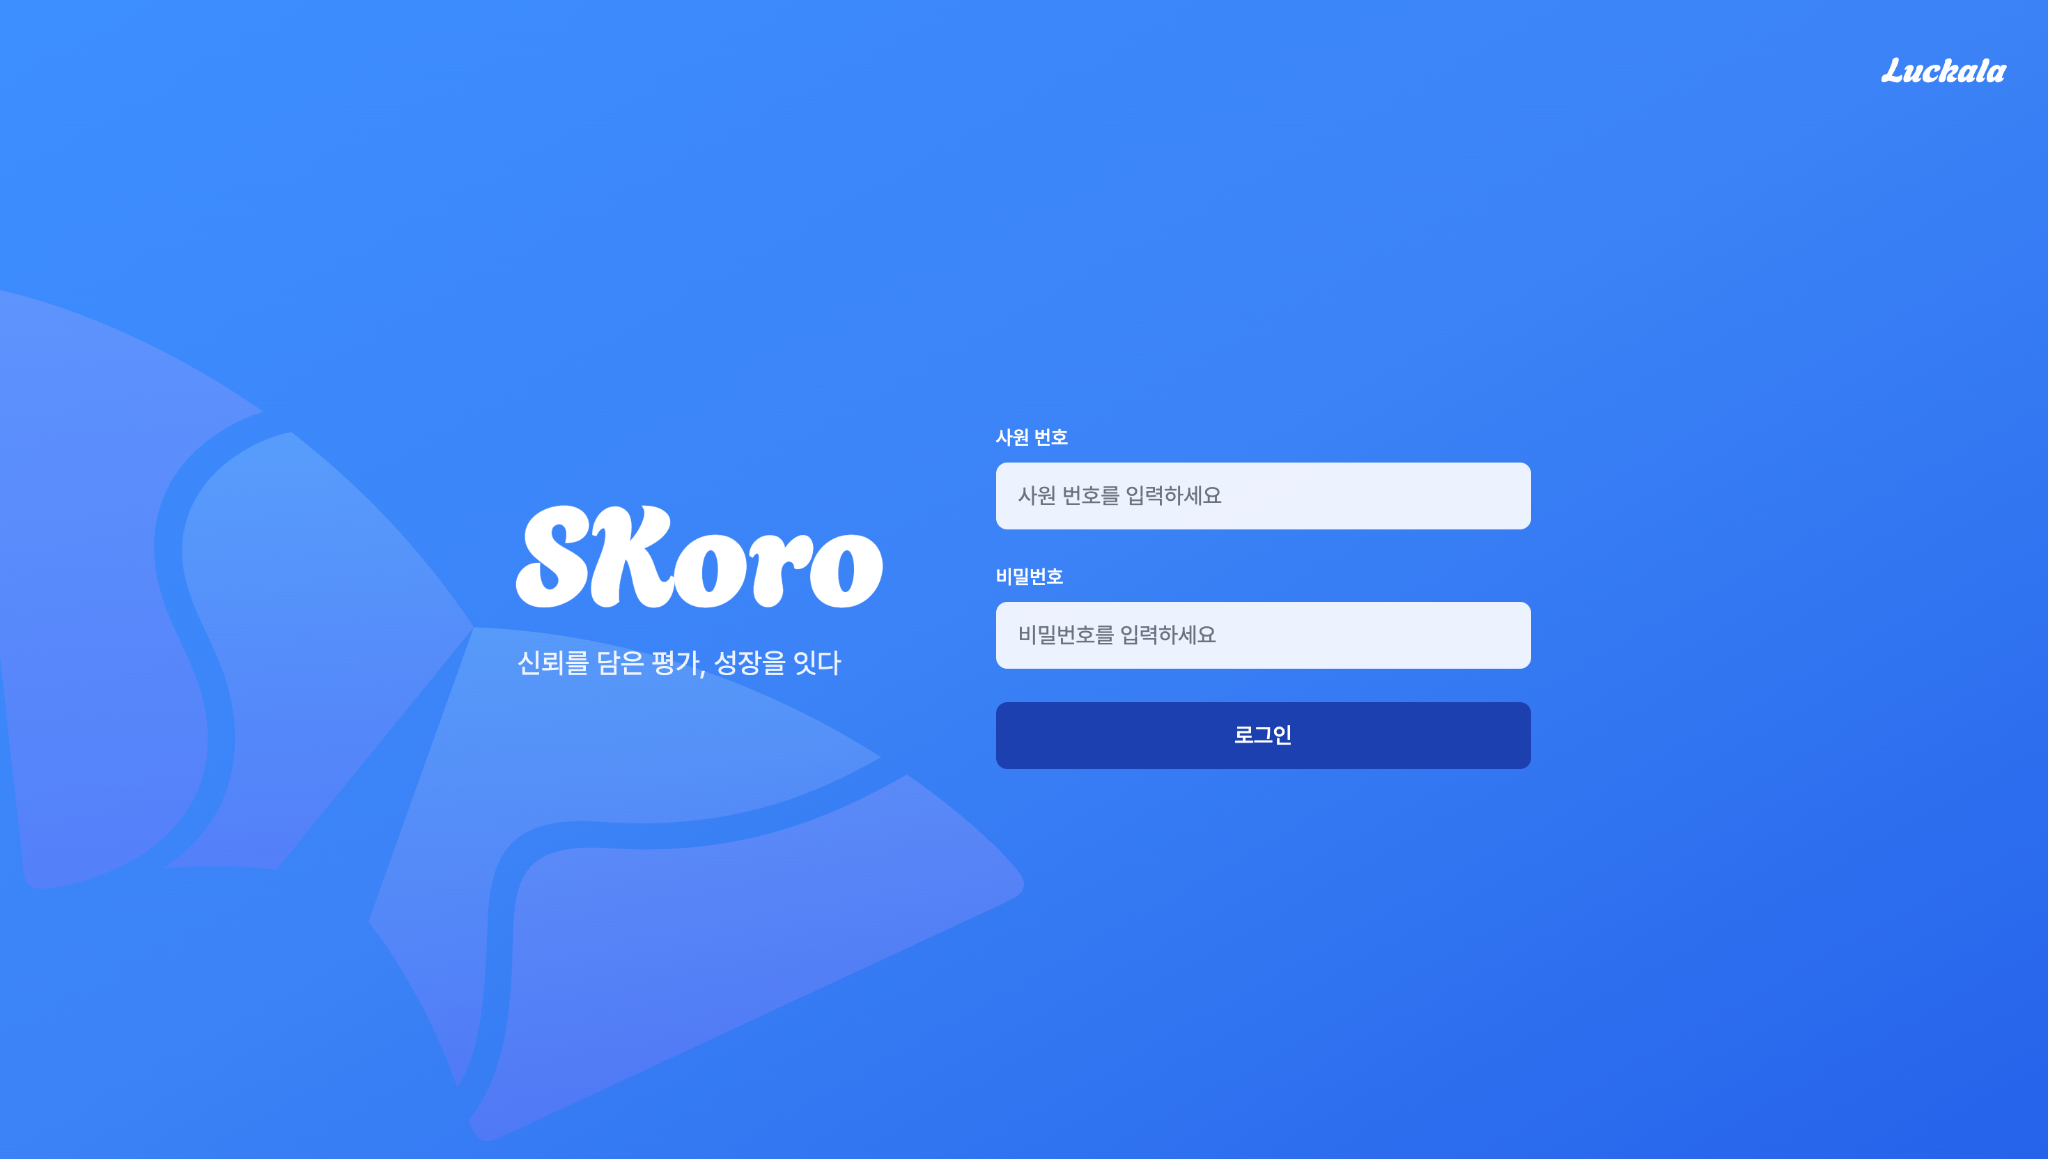 Luckala
SKoro
신뢰를 담은 평가, 성장을 잇다
사원 번호
사원 번호를 입력하세요
비밀번호
비밀번호를 입력하세요
로그인